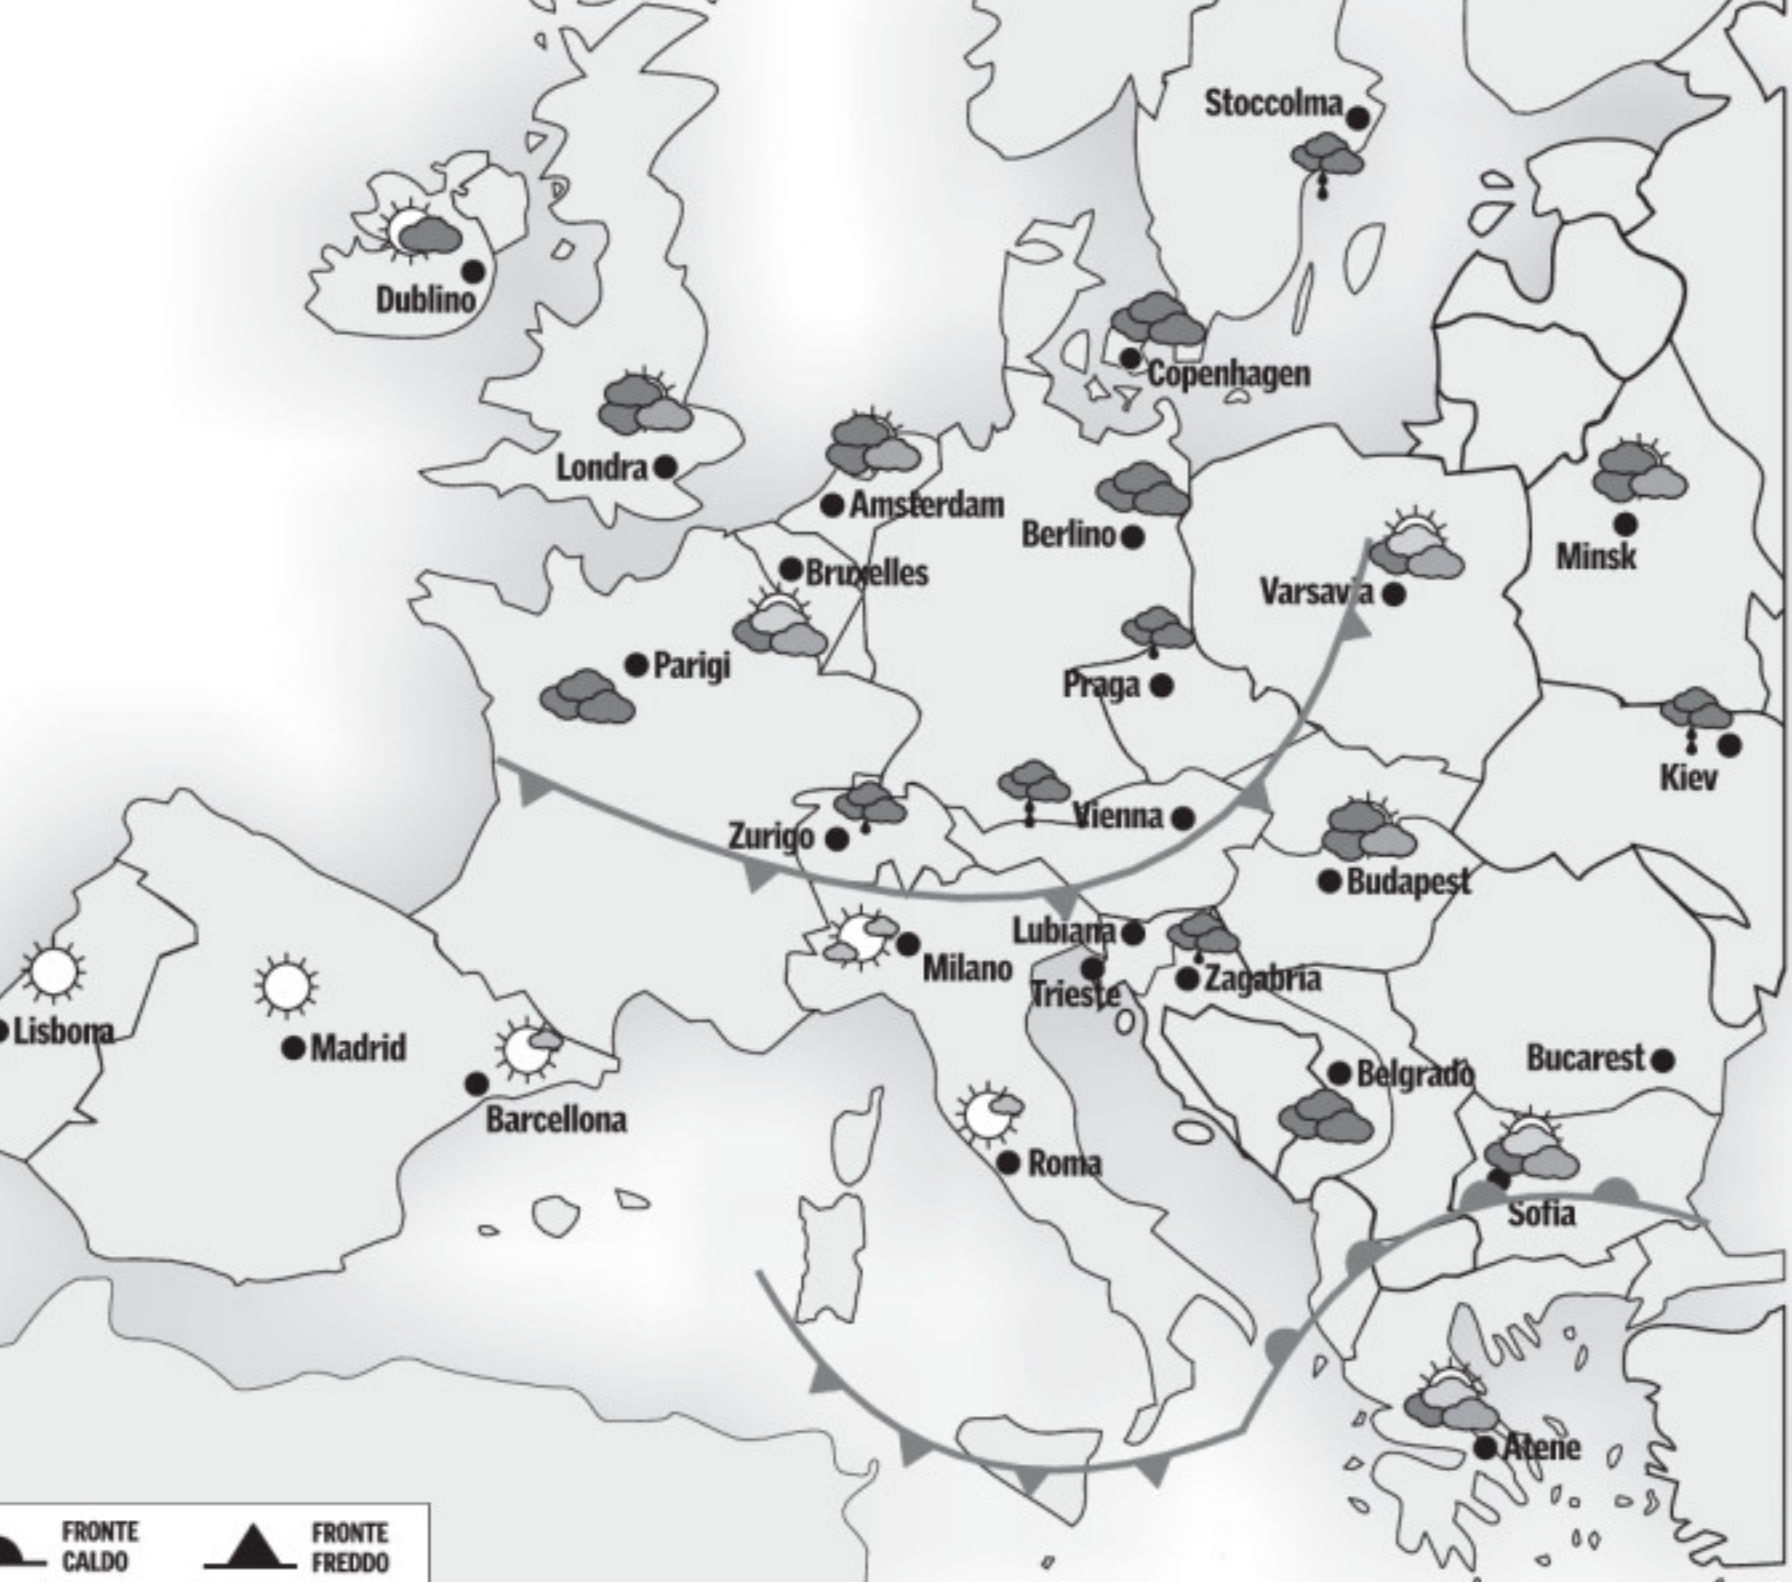 Stoccolma
Dublino
Copenhagen
Londra
Amsterdam
Berlino
Minsk
Bruxelles
Varsavia
Parigi
Praga
Kiev
Vienna
Zurigo
Budapest
Lubiana
Milano
Zagabria
Trieste
Lisbona
Madrid
Bucarest
Belgrado
Barcellona
Roma
Sofia
Atene
FRONTE
CALDO
FRONTE
FREDDO